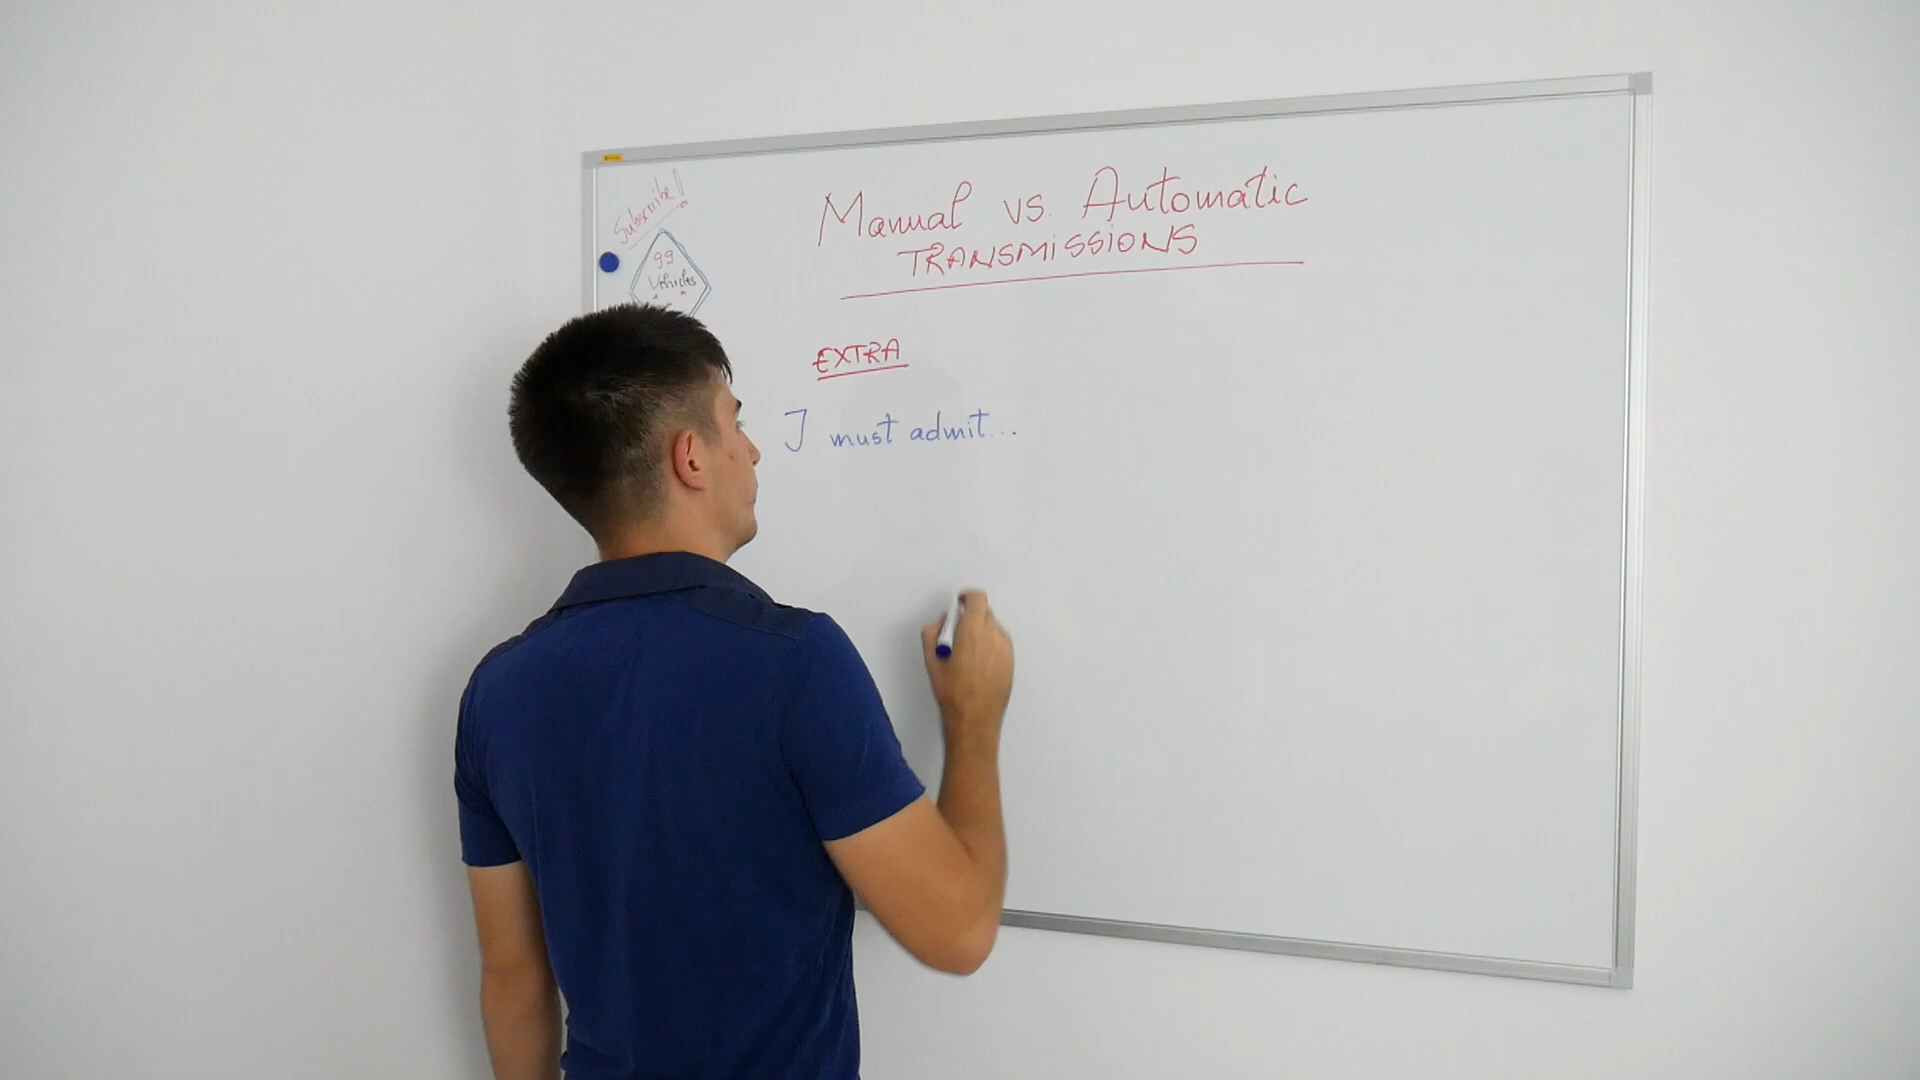 Subscribe!
99
Vehicles
Manual vs. Automatic
TRANSMISSIONS
EXTRA
I must admit...